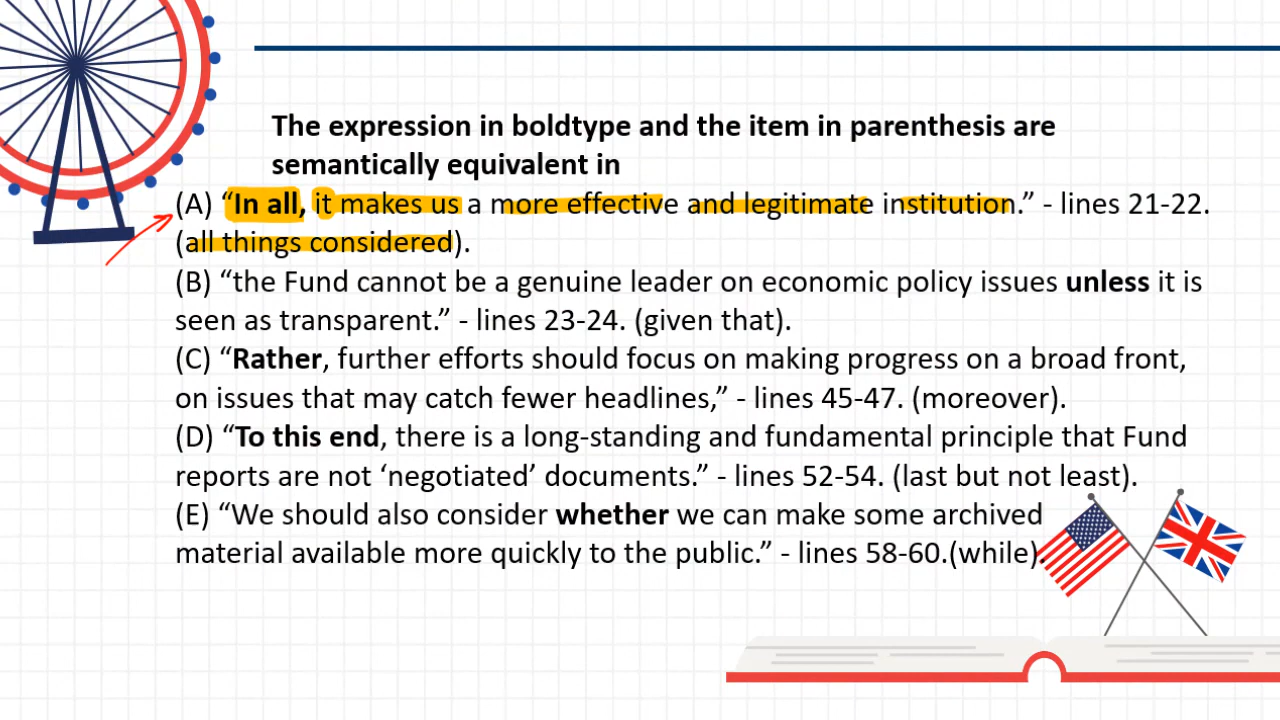 The expression in boldtype and the item in parenthesis are
semantically equivalent in
(A) “In all, it makes us a more effective and legitimate institution.” - lines 21-22.
(all things considered).
(B) “the Fund cannot be a genuine leader on economic policy issues unless it is
seen as transparent.” - lines 23-24. (given that).
(C) “Rather, further efforts should focus on making progress on a broad front,
on issues that may catch fewer headlines,” - lines 45-47. (moreover).
(D) “To this end, there is a long-standing and fundamental principle that Fund
reports are not ‘negotiated’ documents.” - lines 52-54. (last but not least).
(E) “We should also consider whether we can make some archived
material available more quickly to the public.” - lines 58-60.(while).